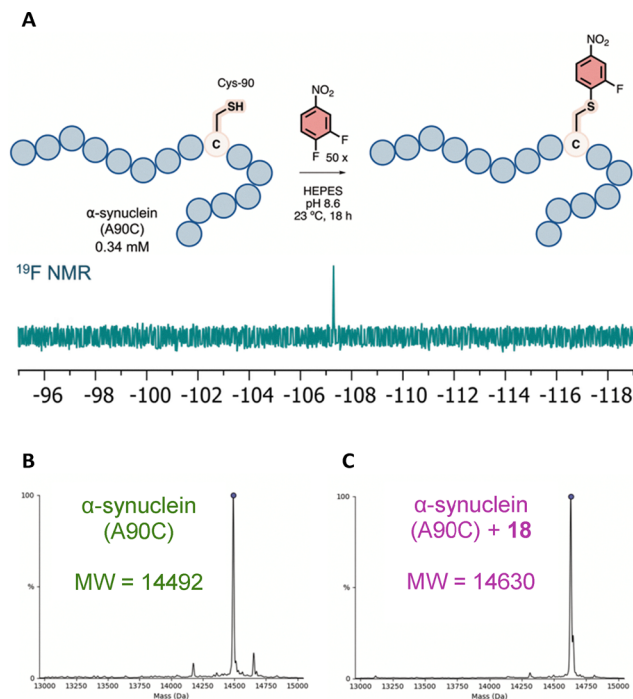 A
Cys-90
SH
C
NO₂
F
F
50 x
HEPES
pH 8.6
23 ºC, 18 h
α-synuclein
(A90C)
0.34 mM
NO₂
F
S
C
¹⁹F NMR
-96 -98 -100 -102 -104 -106 -108 -110 -112 -114 -116 -118
B
100
%
0
α-synuclein
(A90C)
MW = 14492
13000 13250 13500 13750 14000 14250 14500 14750 15000
Mass (Da)
C
100
%
0
α-synuclein
(A90C) + 18
MW = 14630
13000 13250 13500 13750 14000 14250 14500 14750 15000
Mass (Da)